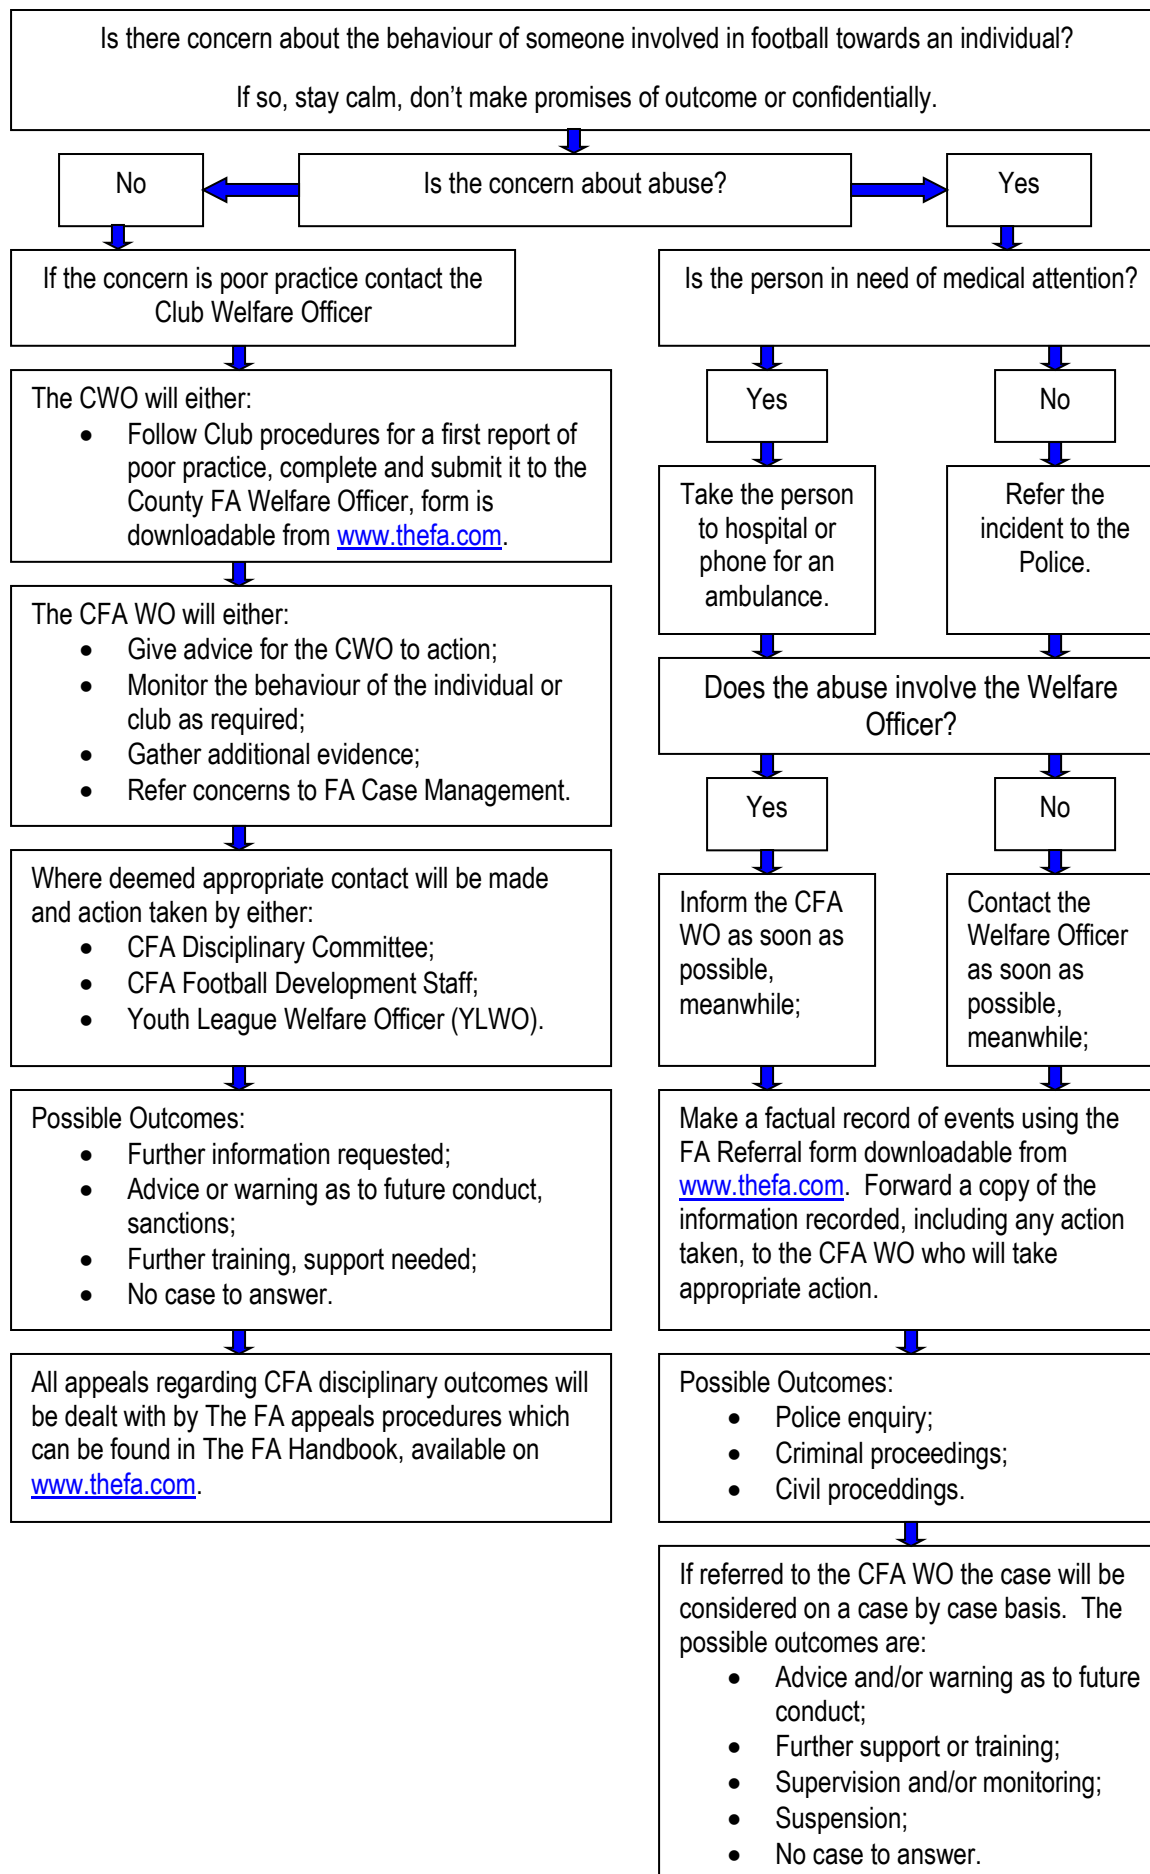 Is there concern about the behaviour of someone involved in football towards an individual?
If so, stay calm, don't make promises of outcome or confidentially.
No
Is the concern about abuse?
Yes
If the concern is poor practice contact the
Club Welfare Officer
Is the person in need of medical attention?
The CWO will either:
• Follow Club procedures for a first report of
poor practice, complete and submit it to the
County FA Welfare Officer, form is
downloadable from www.thefa.com.
Yes
No
Take the person
to hospital or
phone for an
ambulance.
Refer the
incident to the
Police.
The CFA WO will either:
• Give advice for the CWO to action;
• Monitor the behaviour of the individual or
club as required;
• Gather additional evidence;
• Refer concerns to FA Case Management.
Does the abuse involve the Welfare
Officer?
Yes
No
Where deemed appropriate contact will be made
and action taken by either:
• CFA Disciplinary Committee;
• CFA Football Development Staff;
• Youth League Welfare Officer (YLWO).
Inform the CFA
WO as soon as
possible,
meanwhile;
Contact the
Welfare Officer
as soon as
possible,
meanwhile;
Possible Outcomes:
• Further information requested;
• Advice or warning as to future conduct,
sanctions;
• Further training, support needed;
• No case to answer.
Make a factual record of events using the
FA Referral form downloadable from
www.thefa.com. Forward a copy of the
information recorded, including any action
taken, to the CFA WO who will take
appropriate action.
All appeals regarding CFA disciplinary outcomes will
be dealt with by The FA appeals procedures which
can be found in The FA Handbook, available on
www.thefa.com.
Possible Outcomes:
• Police enquiry;
• Criminal proceedings;
• Civil proceddings.
If referred to the CFA WO the case will be
considered on a case by case basis. The
possible outcomes are:
• Advice and/or warning as to future
conduct;
• Further support or training;
• Supervision and/or monitoring;
• Suspension;
• No case to answer.